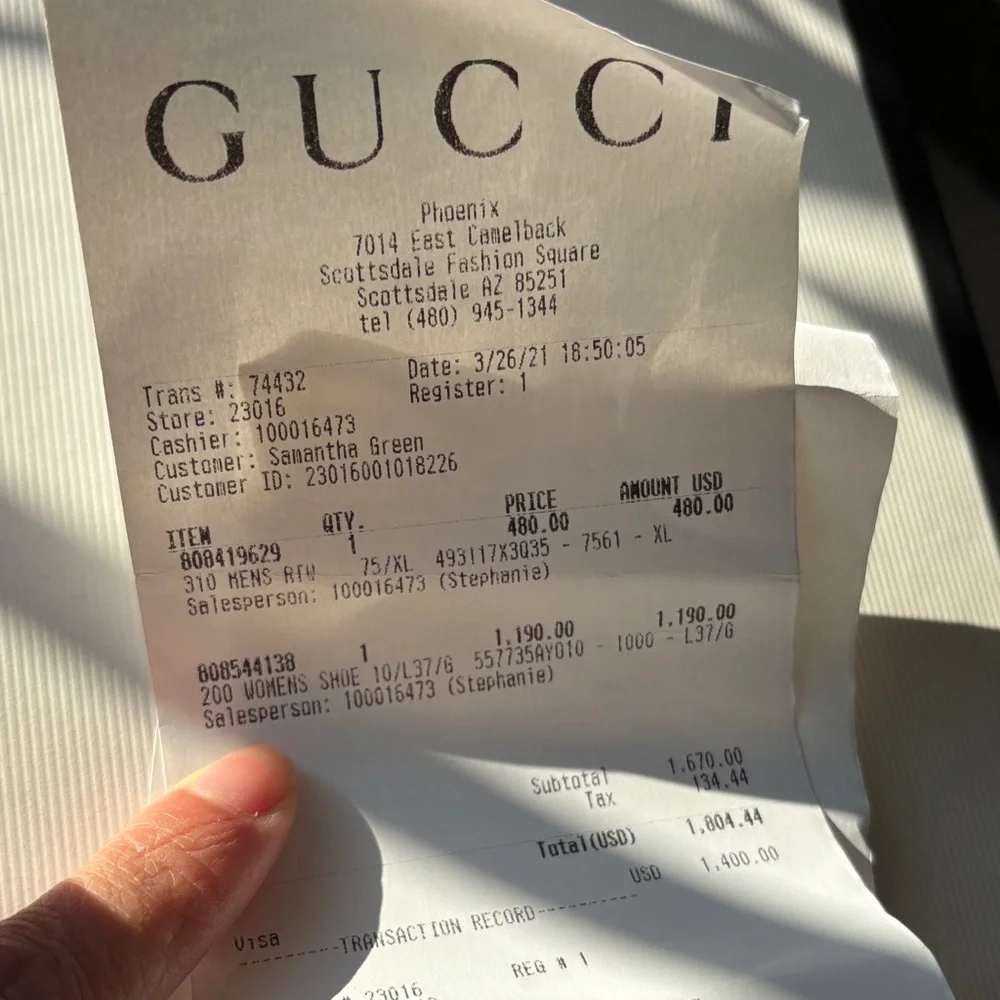 GUCCI
Phoenix
7014 East Camelback
Scottsdale Fashion Square
Scottsdale AZ 85251
tel (480) 945-1344
Trans #: 74432 Date: 3/26/21 18:50:05
Store: 23016 Register: 1
Cashier: 100016473
Customer: Samantha Green
Customer ID: 23016001018226
ITEM QTY. PRICE AMOUNT USD
808419629 1 480.00 480.00
310 MENS RTW 75/XL 493117X3Q35 - 7561 - XL
Salesperson: 100016473 (Stephanie)
808544138 1 1,190.00 1,190.00
200 WOMENS SHOE 10/L37/G 557735AY010 - 1000 - L37/G
Salesperson: 100016473 (Stephanie)
Subtotal 1,670.00
Tax 134.44
Total(USD) 1,804.44
Visa USD 1,400.00
----------TRANSACTION RECORD----------
# 23016 REG # 1